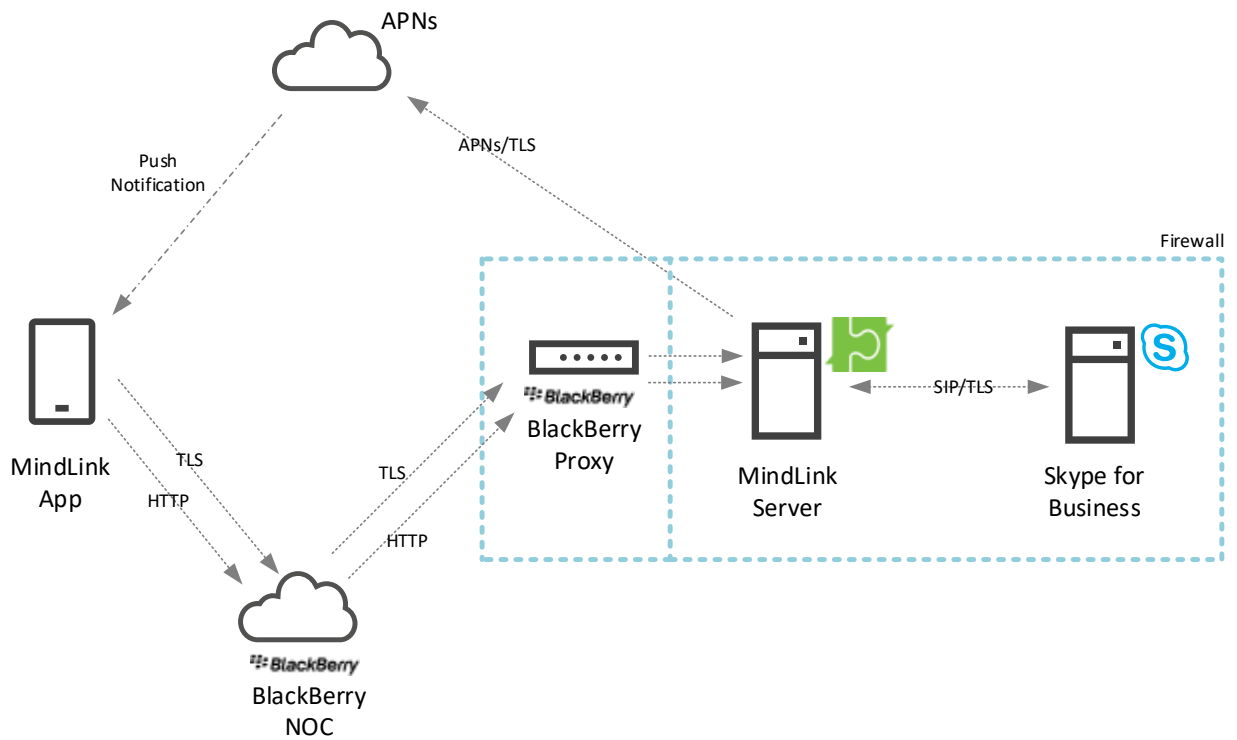 APNs
APNs/TLS
Push
Notification
Firewall
BlackBerry
BlackBerry
Proxy
SIP/TLS
MindLink
App
TLS
HTTP
TLS
HTTP
MindLink
Server
Skype for
Business
S
BlackBerry
BlackBerry
NOC